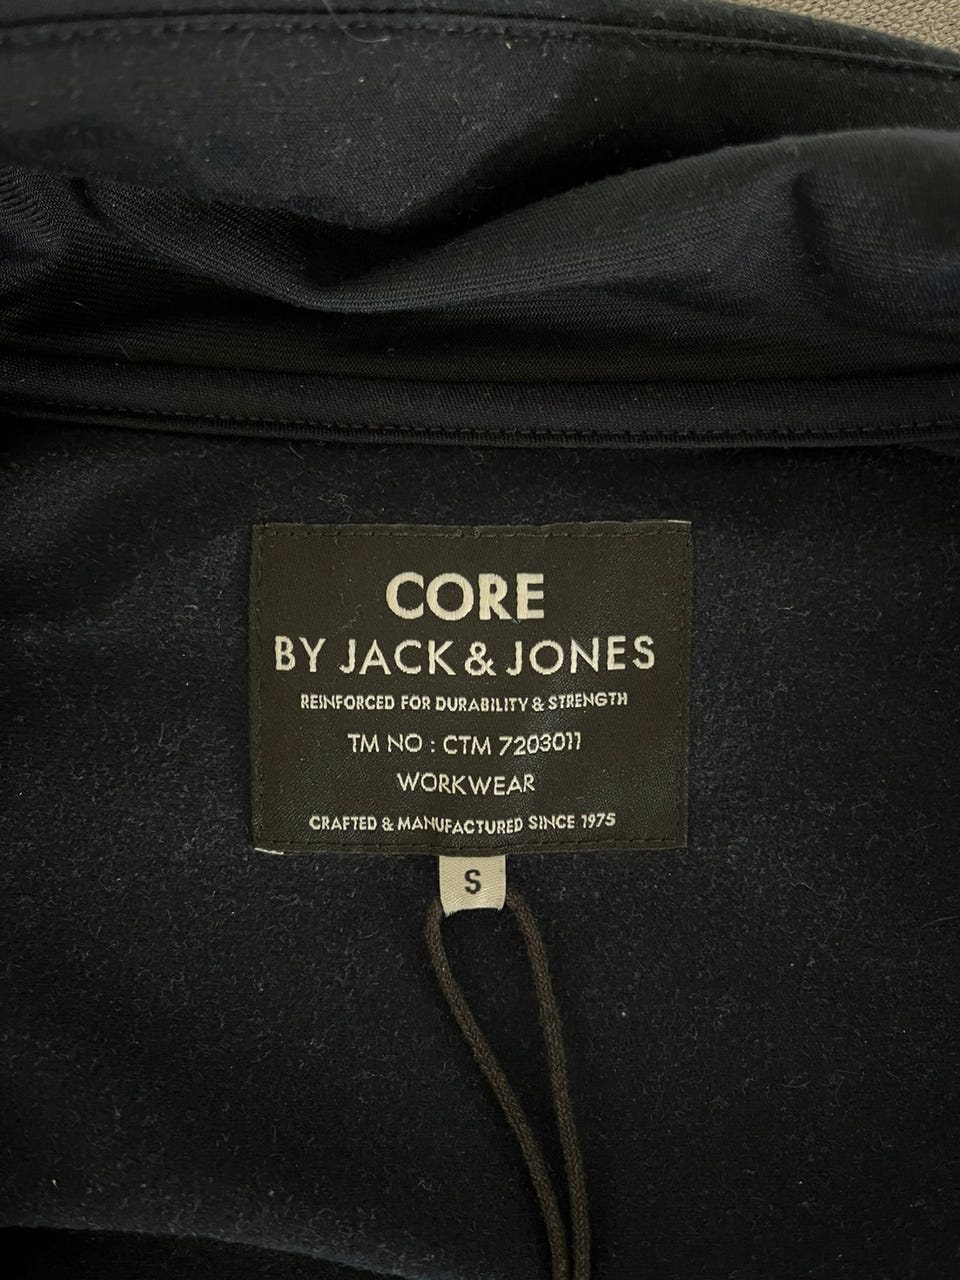 CORE
BY JACK & JONES
REINFORCED FOR DURABILITY & STRENGTH
TM NO : CTM 7203011
WORKWEAR
CRAFTED & MANUFACTURED SINCE 1975
S